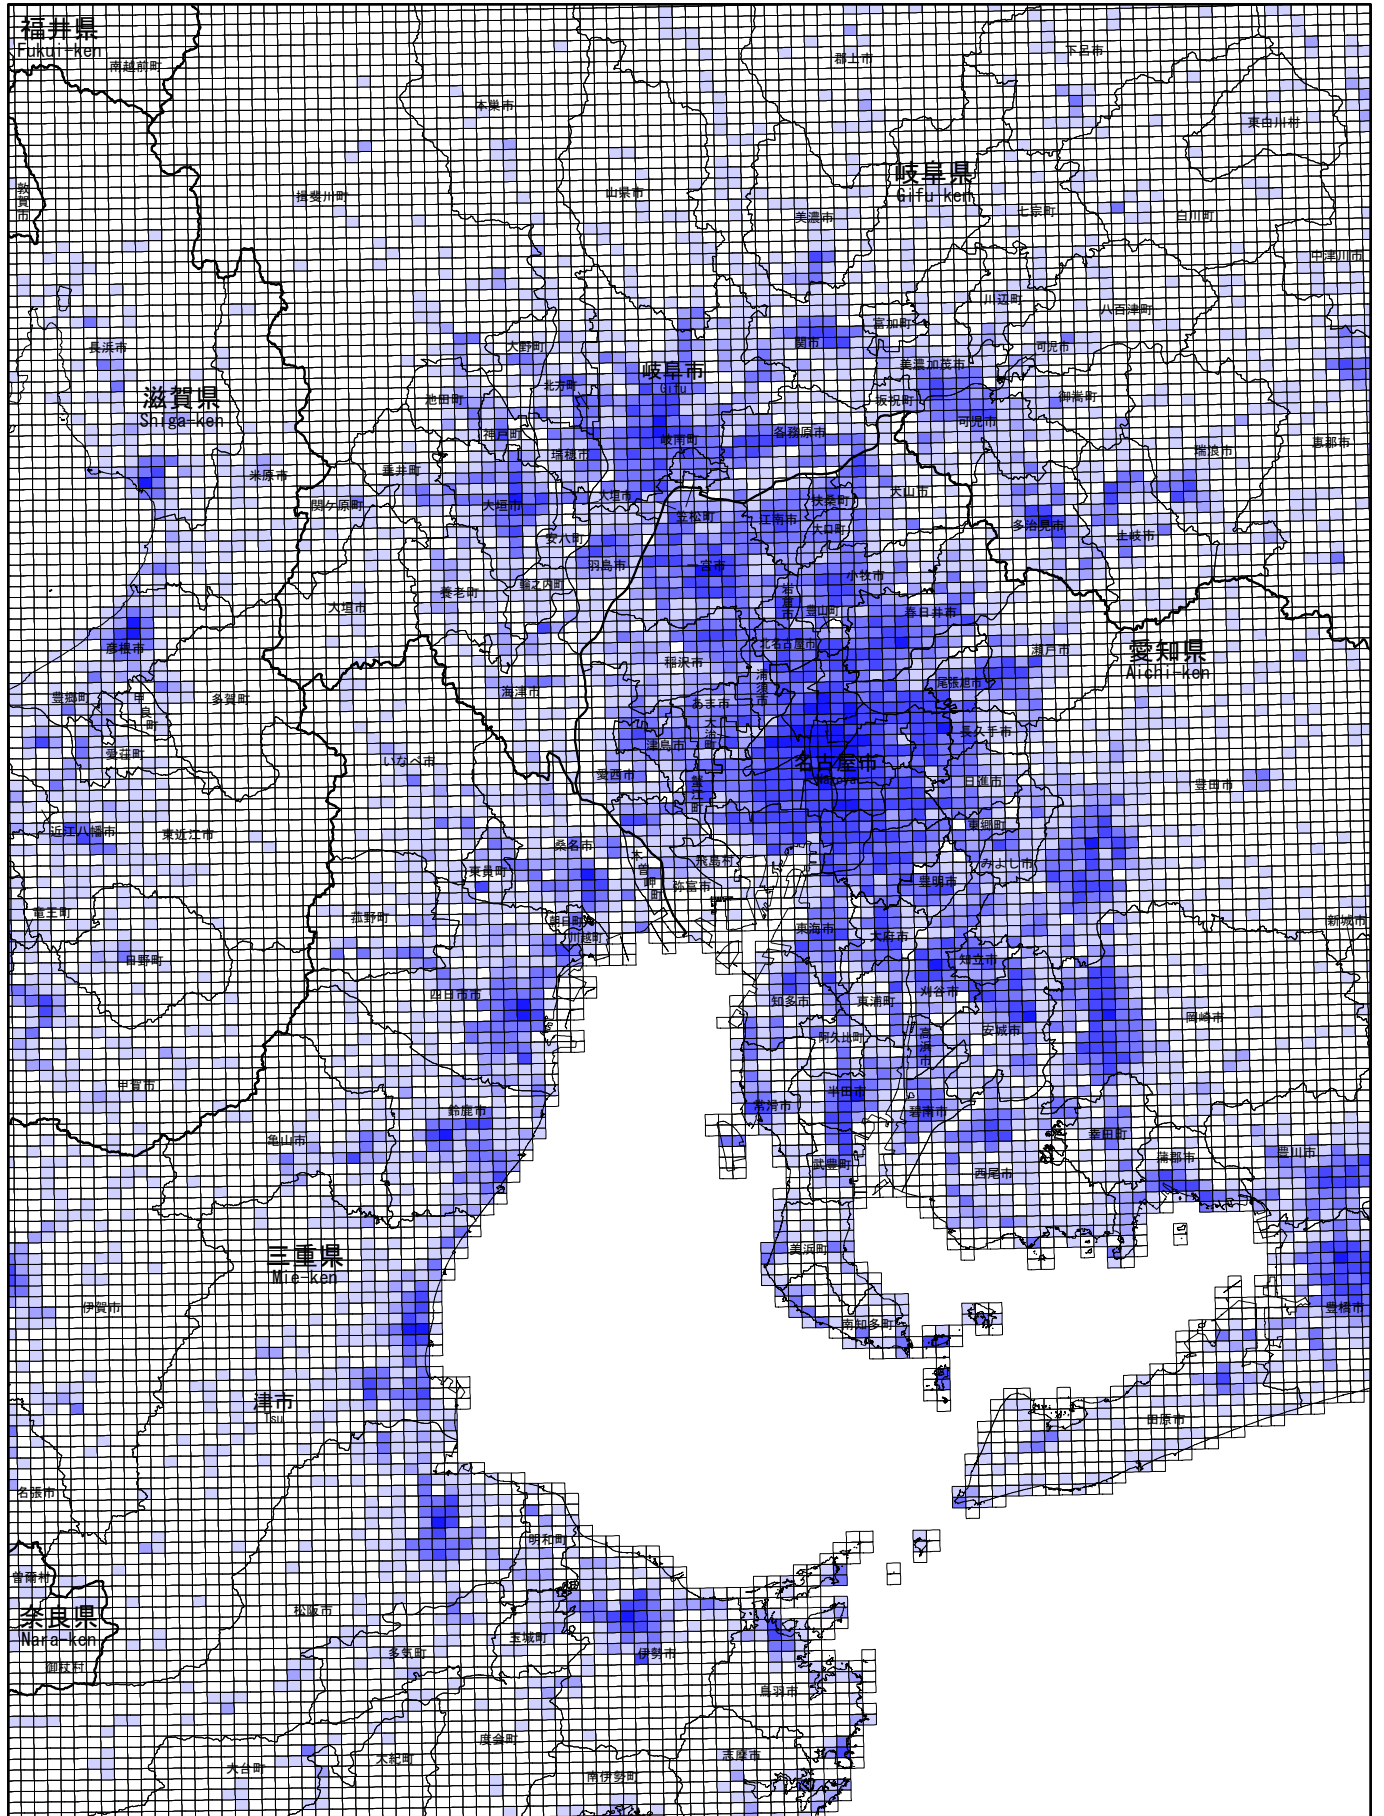 福井県
Fukui-ken
南越前町
郡上市
下呂市
本巣市
東白川村
岐阜県
Gifu-ken
敦賀市
揖斐川町
山県市
美濃市
七宗町
白川町
中津川市
川辺町
八百津町
富加町
長浜市
大野町
関市
可児市
美濃加茂市
岐阜市
Gifu
北方町
滋賀県
Shiga-ken
池田町
坂祝町
御嵩町
可児市
神戸町
岐南町
各務原市
恵那市
瑞穂市
瑞浪市
米原市
垂井町
犬山市
大垣市
扶桑町
関ケ原町
大垣市
笠松町
江南市
大口町
多治見市
土岐市
安八町
羽島市
一宮市
小牧市
輪之内町
養老町
岩倉市
大垣市
豊山町
春日井市
彦根市
北名古屋市
瀬戸市
愛知県
Aichi-ken
稲沢市
清須市
尾張旭市
豊郷町
甲良町
多賀町
海津市
あま市
大治町
長久手市
津島市
愛荘町
いなべ市
名古屋市
Nagoya
愛西市
蟹江町
日進市
豊田市
近江八幡市
東近江市
東郷町
桑名市
飛島村
みよし市
東員町
木曽岬町
弥富市
豊明市
竜王町
菰野町
朝日町
川越町
東海市
大府市
新城市
日野町
知立市
四日市市
知多市
東浦町
刈谷市
岡崎市
阿久比町
高浜市
安城市
甲賀市
半田市
鈴鹿市
常滑市
碧南市
亀山市
幸田町
豊川市
武豊町
西尾市
蒲郡市
三重県
Mie-ken
美浜町
伊賀市
豊橋市
南知多町
津市
Tsu
田原市
名張市
明和町
曽爾村
奈良県
Nara-ken
松阪市
玉城町
多気町
伊勢市
御杖村
鳥羽市
度会町
大紀町
志摩市
大台町
南伊勢町